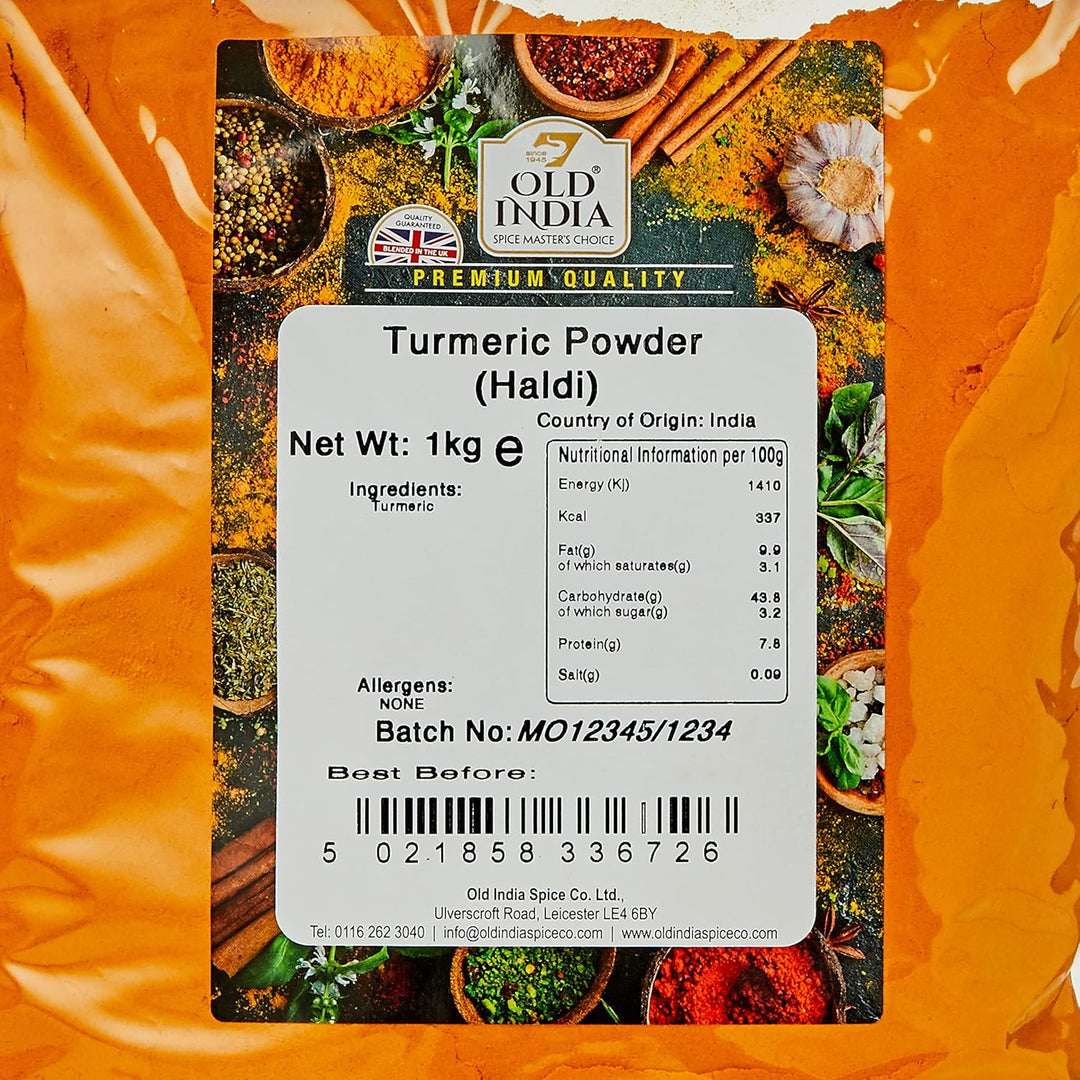 since
1945
OLD®
INDIA
SPICE MASTER'S CHOICE
QUALITY
GUARANTEED
BLENDED IN THE UK
PREMIUM QUALITY
Turmeric Powder
(Haldi)
Country of Origin: India
Net Wt: 1kg e
Ingredients:
Turmeric
Nutritional Information per 100g
Energy (KJ) 1410
Kcal 337
Fat(g) 9.9
of which saturates(g) 3.1
Carbohydrate(g) 43.8
of which sugar(g) 3.2
Protein(g) 7.8
Salt(g) 0.09
Allergens:
NONE
Batch No: MO12345/1234
Best Before:
5 021858 336726
Old India Spice Co. Ltd.,
Ulverscroft Road, Leicester LE4 6BY
Tel: 0116 262 3040 | info@oldindiaspiceco.com | www.oldindiaspiceco.com